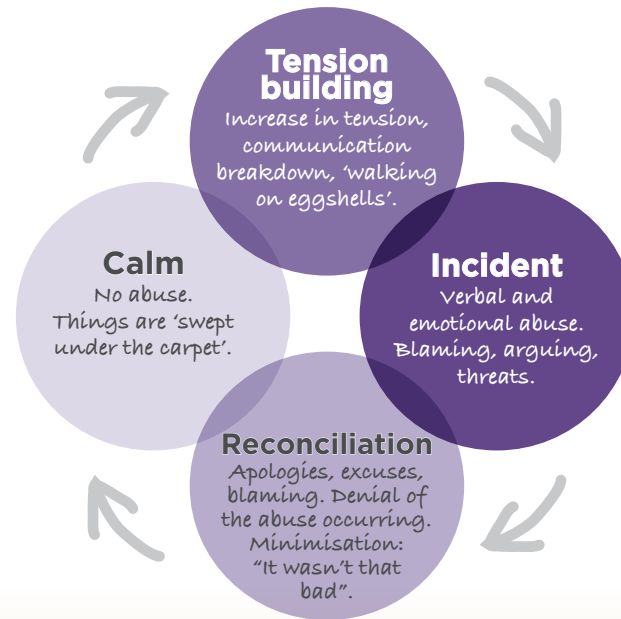 Tension
building
Increase in tension,
communication
breakdown, ‘walking
on eggshells’.
Incident
Verbal and
emotional abuse.
Blaming, arguing,
threats.
Reconciliation
Apologies, excuses,
blaming. Denial of
the abuse occurring.
Minimisation:
“It wasn’t that
bad”.
Calm
No abuse.
Things are ‘swept
under the carpet’.